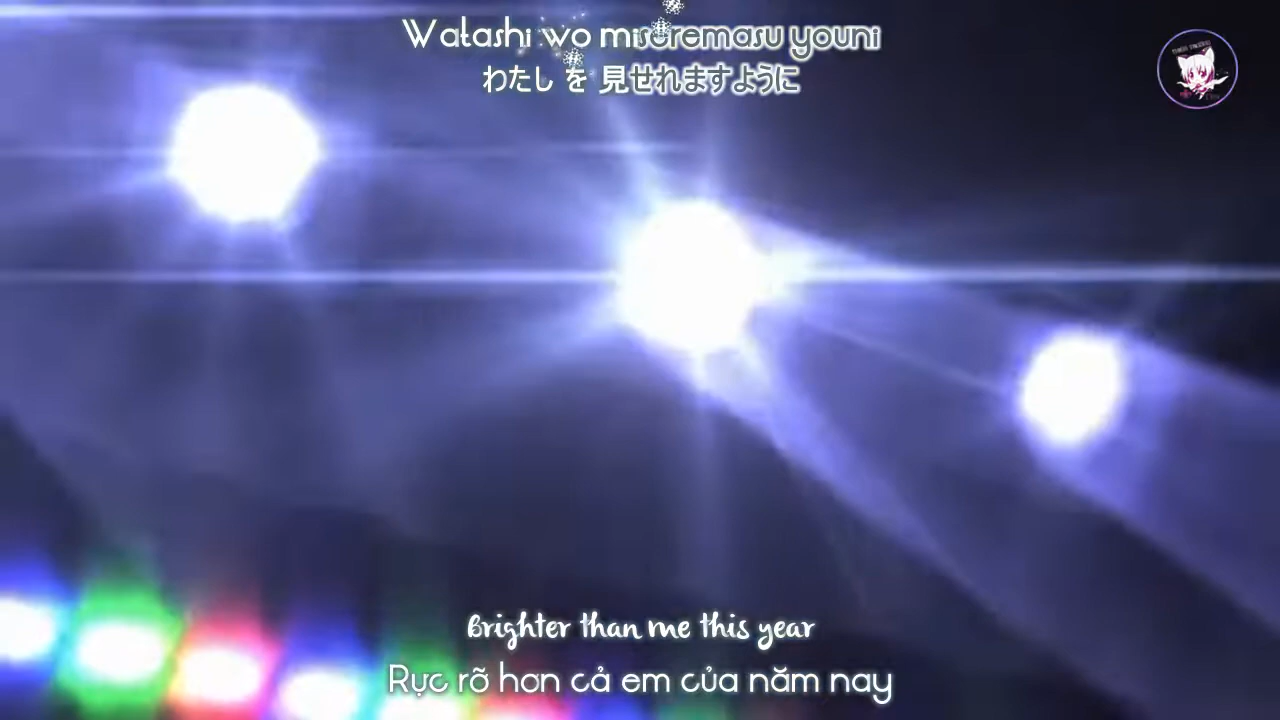 Watashi wo miseremasu youni
わたし を 見せれますように
Brighter than me this year
Rực rỡ hơn cả em của năm nay